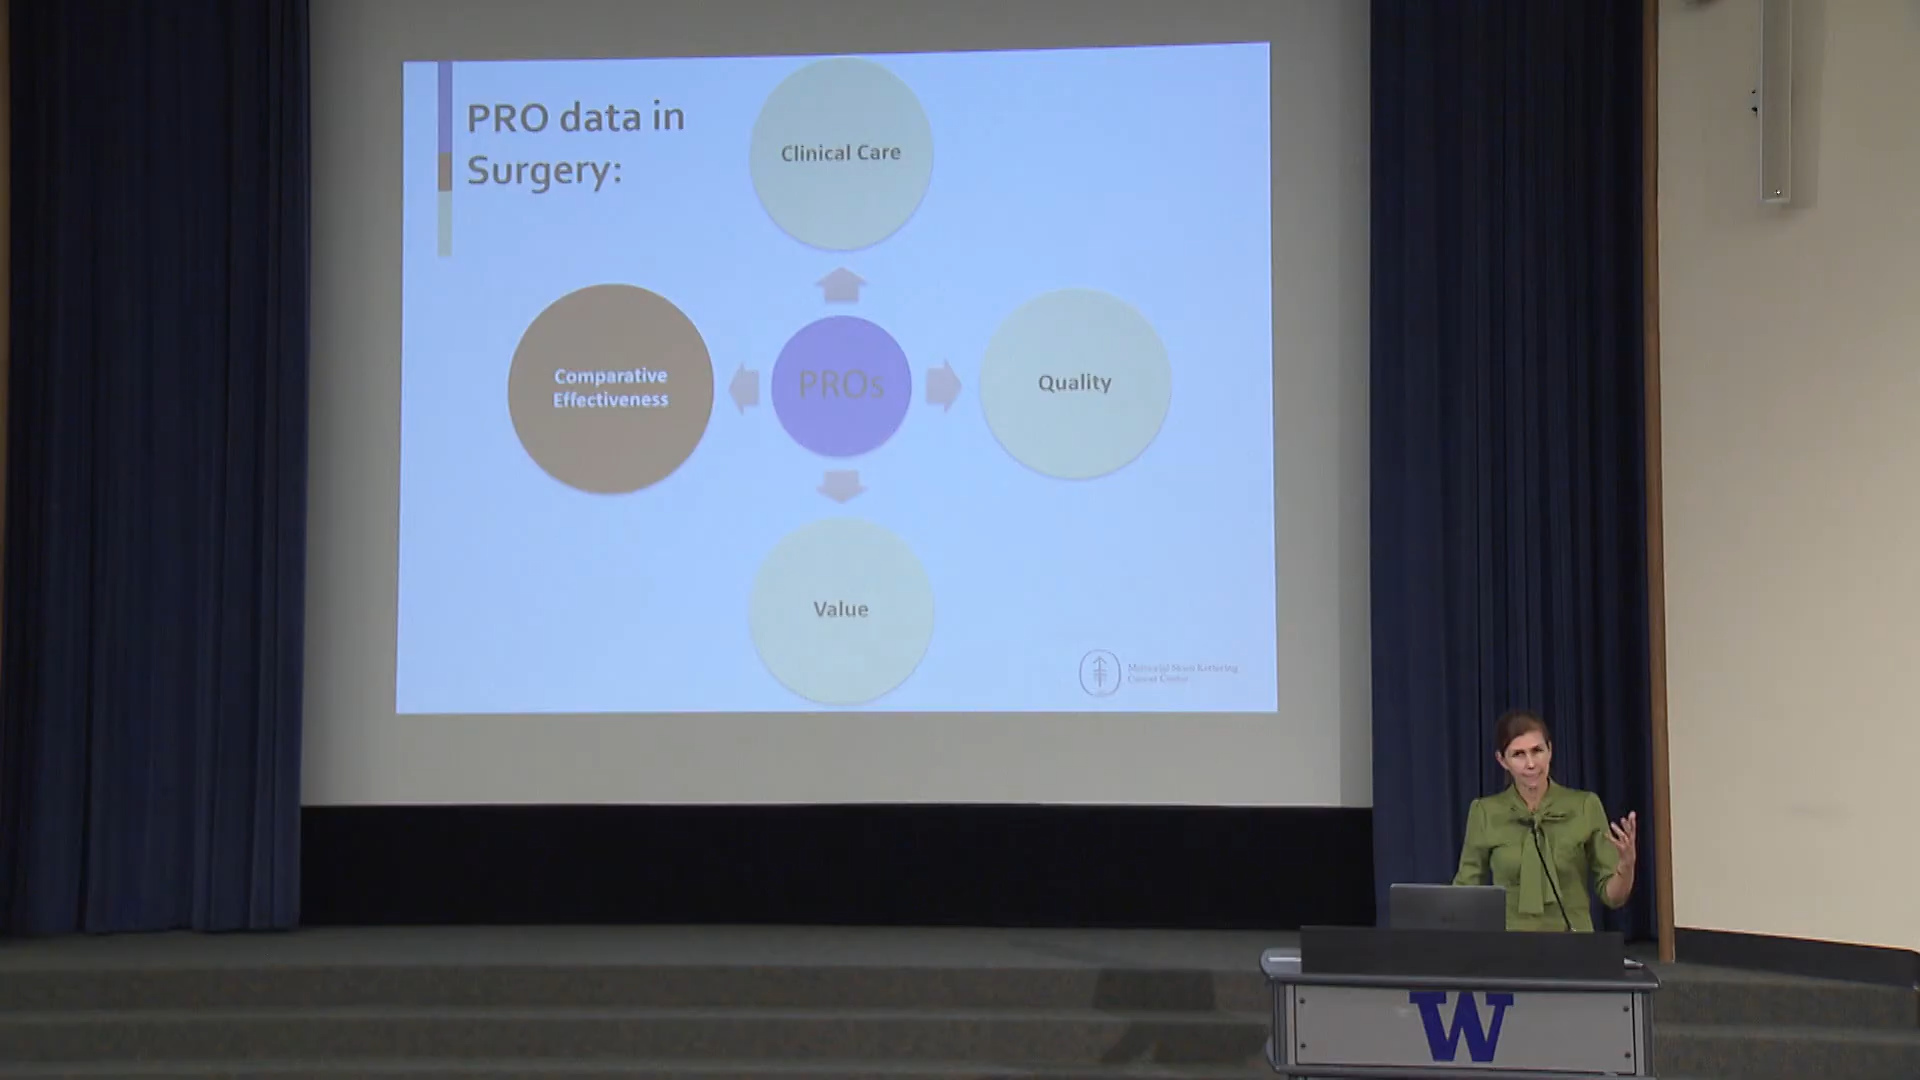 PRO data in
Surgery:
Clinical Care
Comparative
Effectiveness
PROs
Quality
Value
Memorial Sloan Kettering
Cancer Center
W